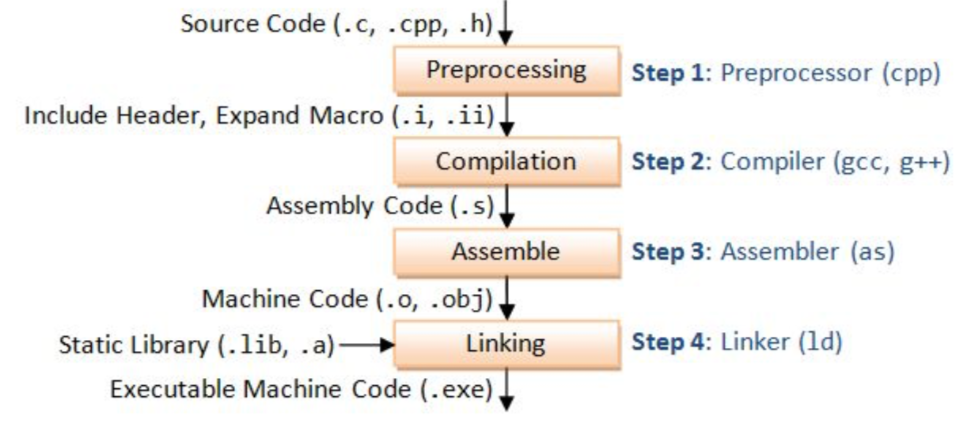 Source Code (.c, .cpp, .h)
Preprocessing
Step 1: Preprocessor (cpp)
Include Header, Expand Macro (.i, .ii)
Compilation
Step 2: Compiler (gcc, g++)
Assembly Code (.s)
Assemble
Step 3: Assembler (as)
Machine Code (.o, .obj)
Static Library (.lib, .a)
Linking
Step 4: Linker (ld)
Executable Machine Code (.exe)